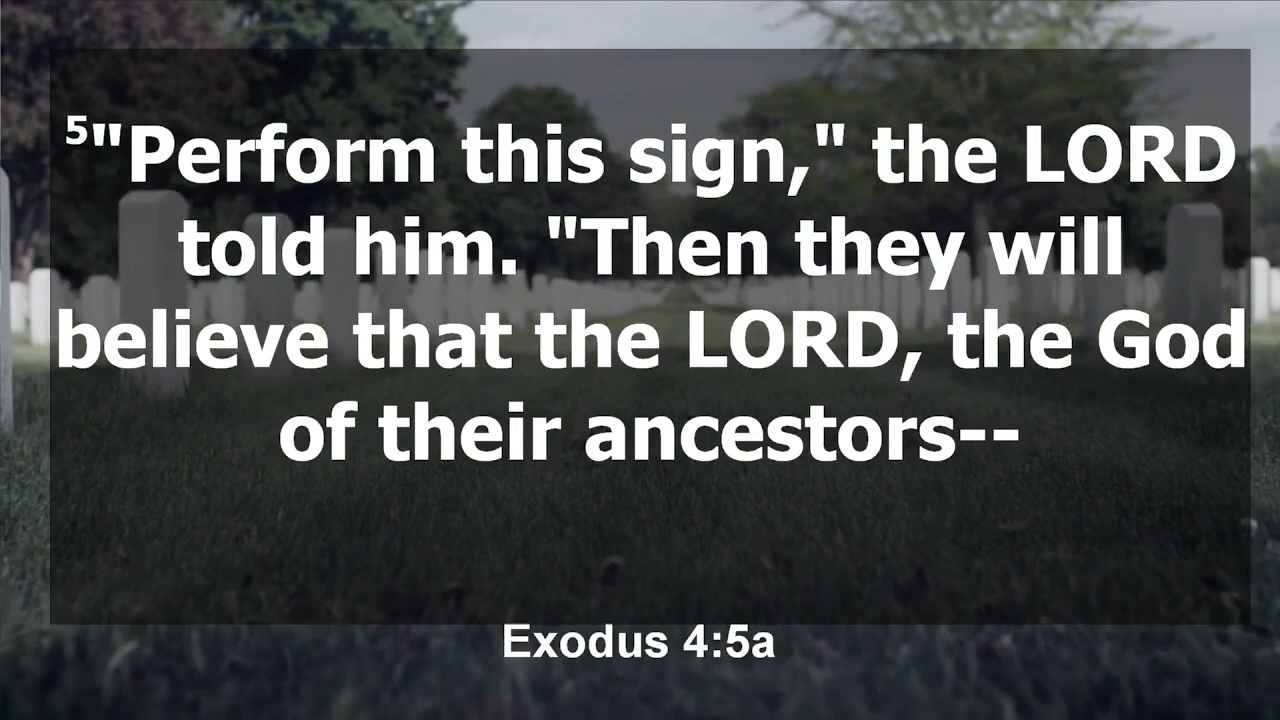 ⁵"Perform this sign," the LORD
told him. "Then they will
believe that the LORD, the God
of their ancestors--
Exodus 4:5a